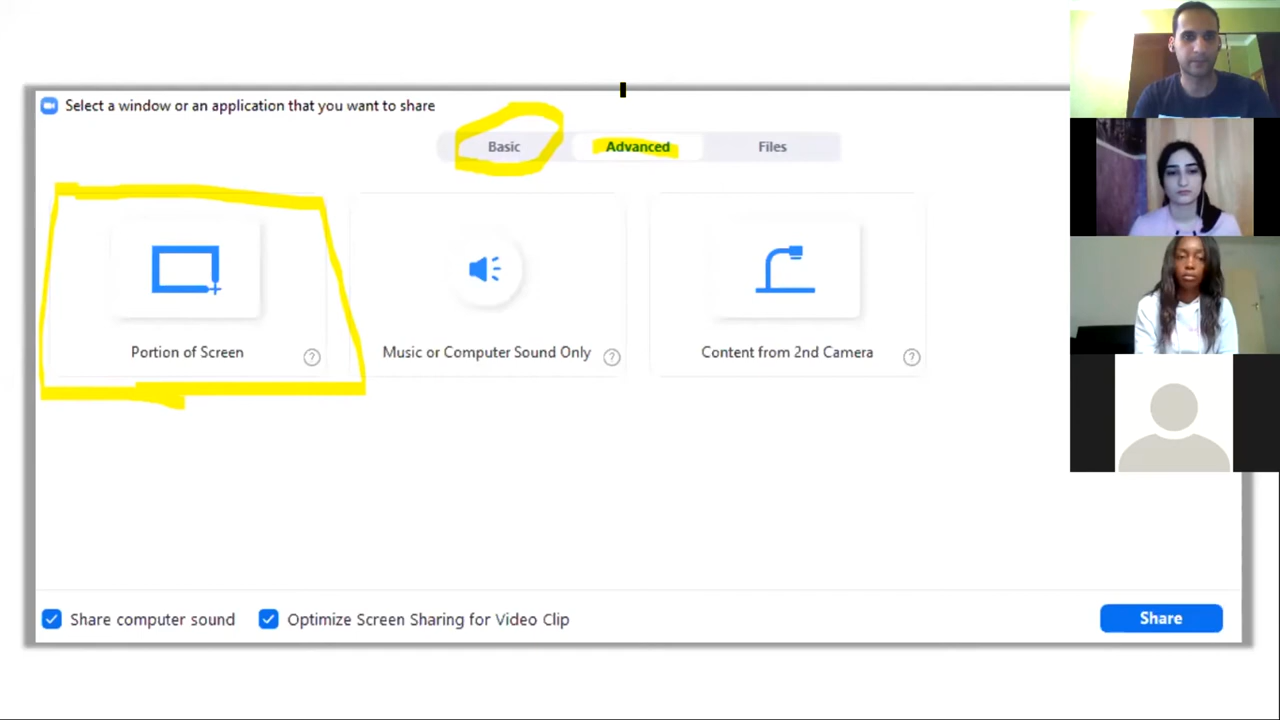 Select a window or an application that you want to share
Basic Advanced Files
Portion of Screen Music or Computer Sound Only Content from 2nd Camera
Share computer sound Optimize Screen Sharing for Video Clip Share